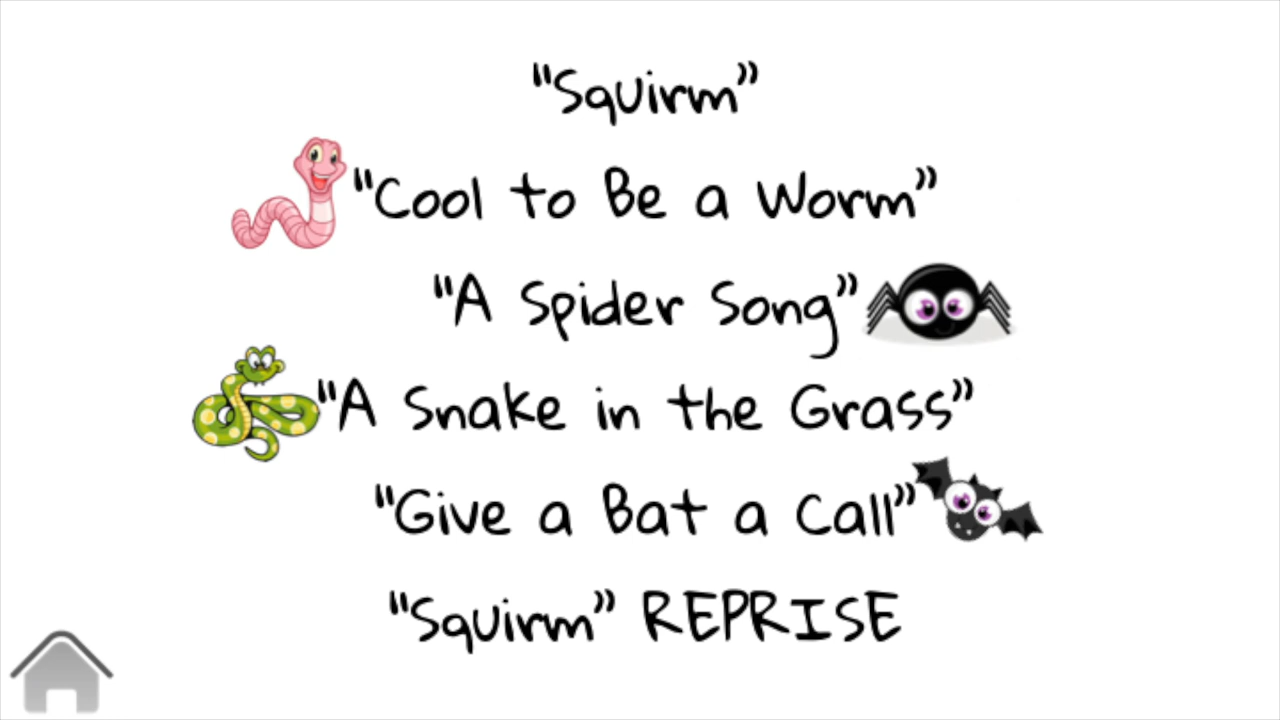 "Squirm”
"Cool to Be a Worm”
"A Spider Song”
"A Snake in the Grass”
"Give a Bat a Call”
"Squirm” REPRISE